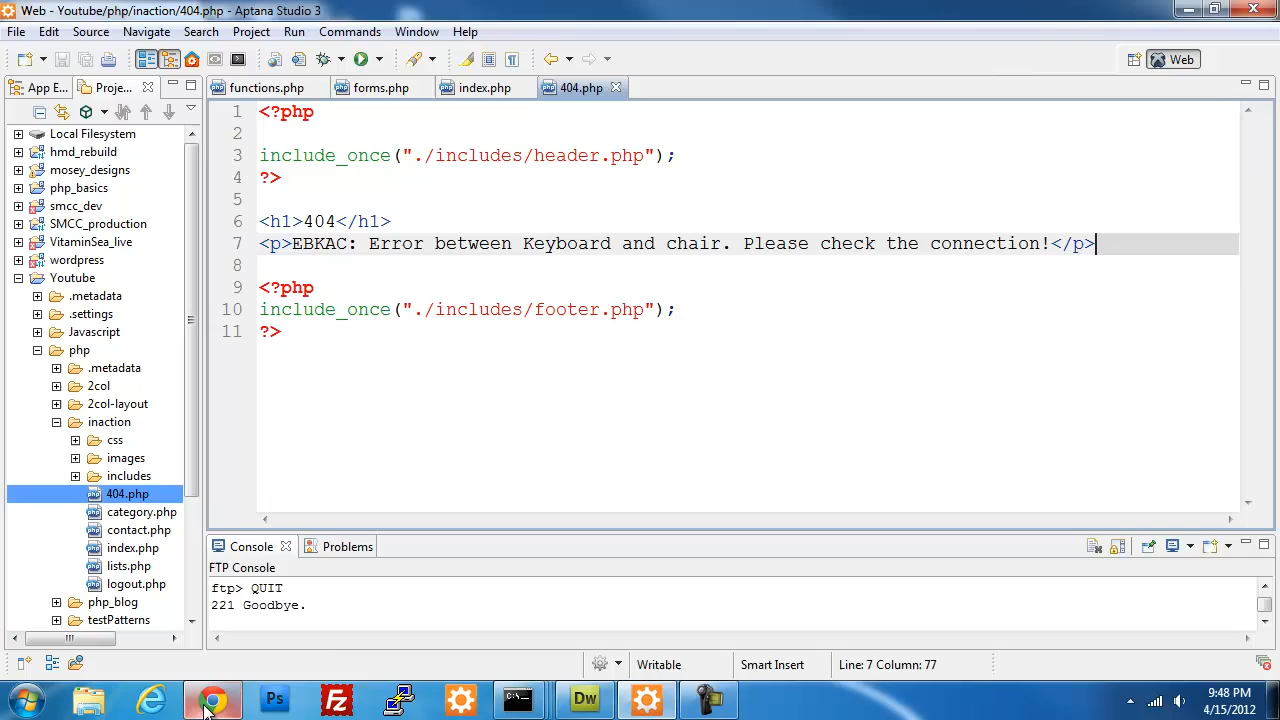 Web - Youtube/php/inaction/404.php - Aptana Studio 3
File Edit Source Navigate Search Project Run Commands Window Help
Web
App E... Proje... functions.php forms.php index.php 404.php
Local Filesystem
hmd_rebuild
mosey_designs
php_basics
smcc_dev
SMCC_production
VitaminSea_live
wordpress
Youtube
.metadata
.settings
Javascript
php
.metadata
2col
2col-layout
inaction
css
images
includes
404.php
category.php
contact.php
index.php
lists.php
logout.php
php_blog
testPatterns
1 <?php
2
3 include_once("./includes/header.php");
4 ?>
5
6 <h1>404</h1>
7 <p>EBKAC: Error between Keyboard and chair. Please check the connection!</p>
8
9 <?php
10 include_once("./includes/footer.php");
11 ?>
Console Problems
FTP Console
ftp> QUIT
221 Goodbye.
Writable Smart Insert Line: 7 Column: 77
Ps Fz Dw
9:48 PM
4/15/2012